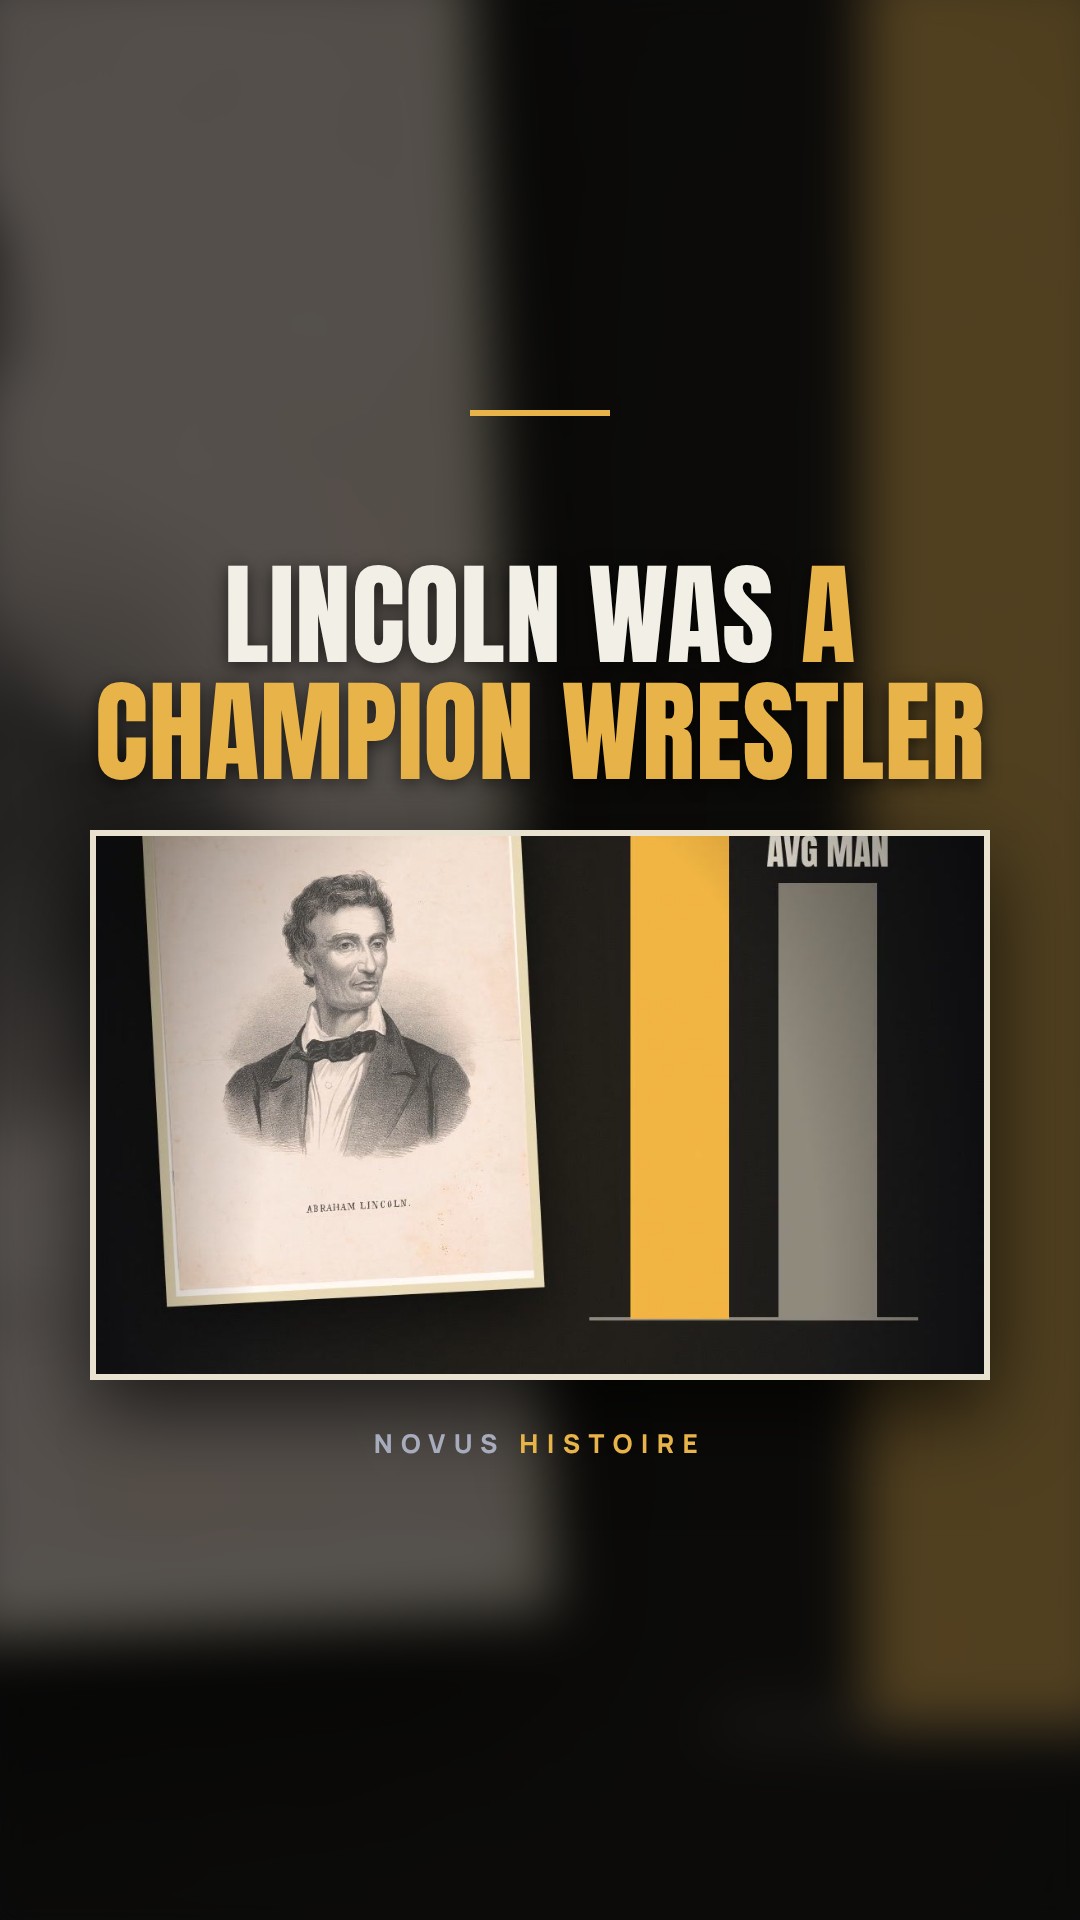 LINCOLN WAS A
CHAMPION WRESTLER
AVG MAN
ABRAHAM LINCOLN.
NOVUS HISTOIRE